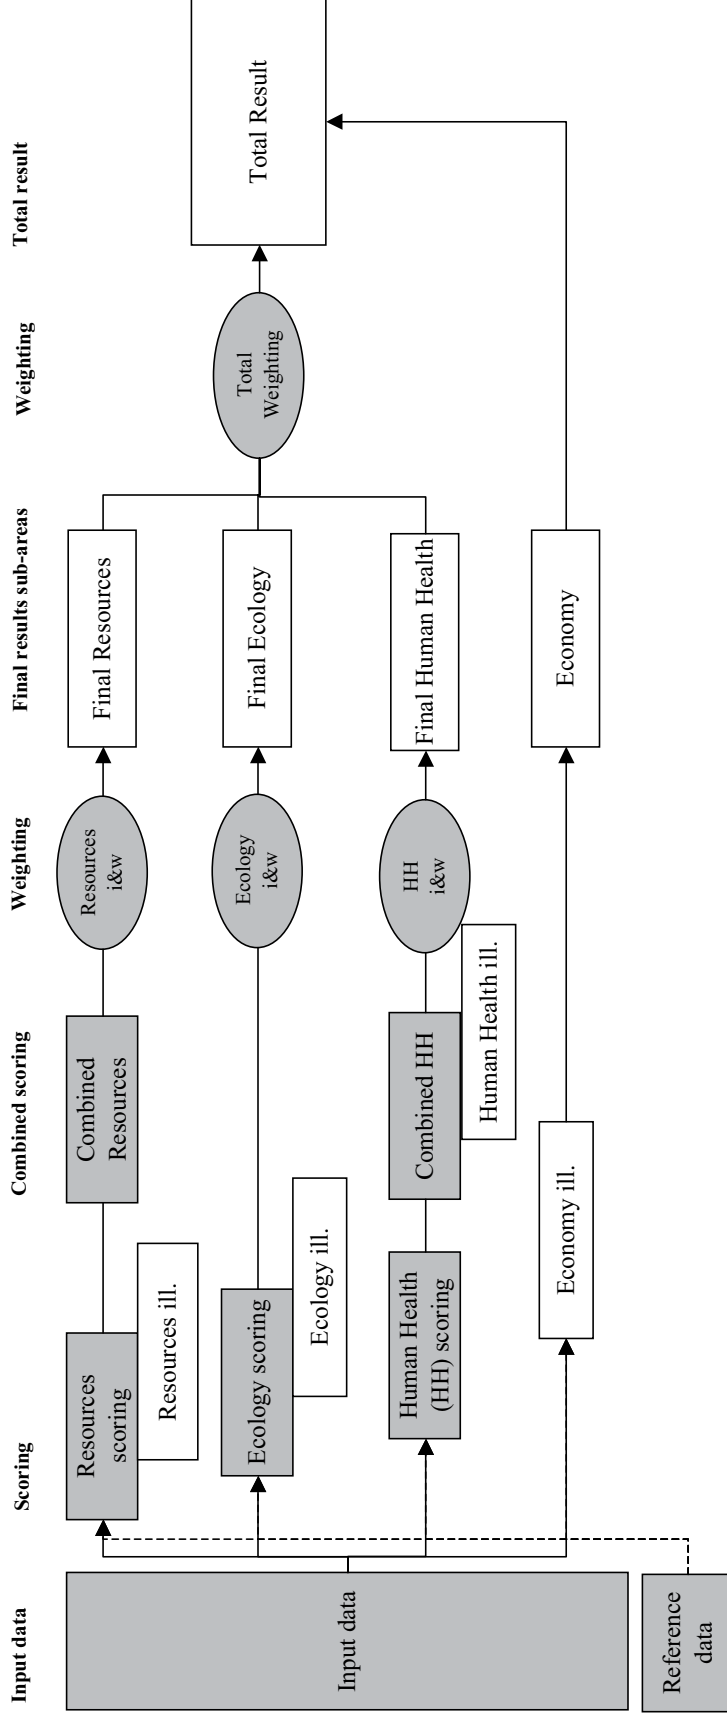 Input data
Scoring
Combined scoring
Weighting
Final results sub-areas
Weighting
Total result
Input data
Reference
data
Resources
scoring
Resources ill.
Combined
Resources
Resources
i&w
Final Resources
Ecology scoring
Ecology ill.
Ecology
i&w
Final Ecology
Human Health
(HH) scoring
Combined HH
Human Health ill.
HH
i&w
Final Human Health
Economy ill.
Economy
Total
Weighting
Total Result